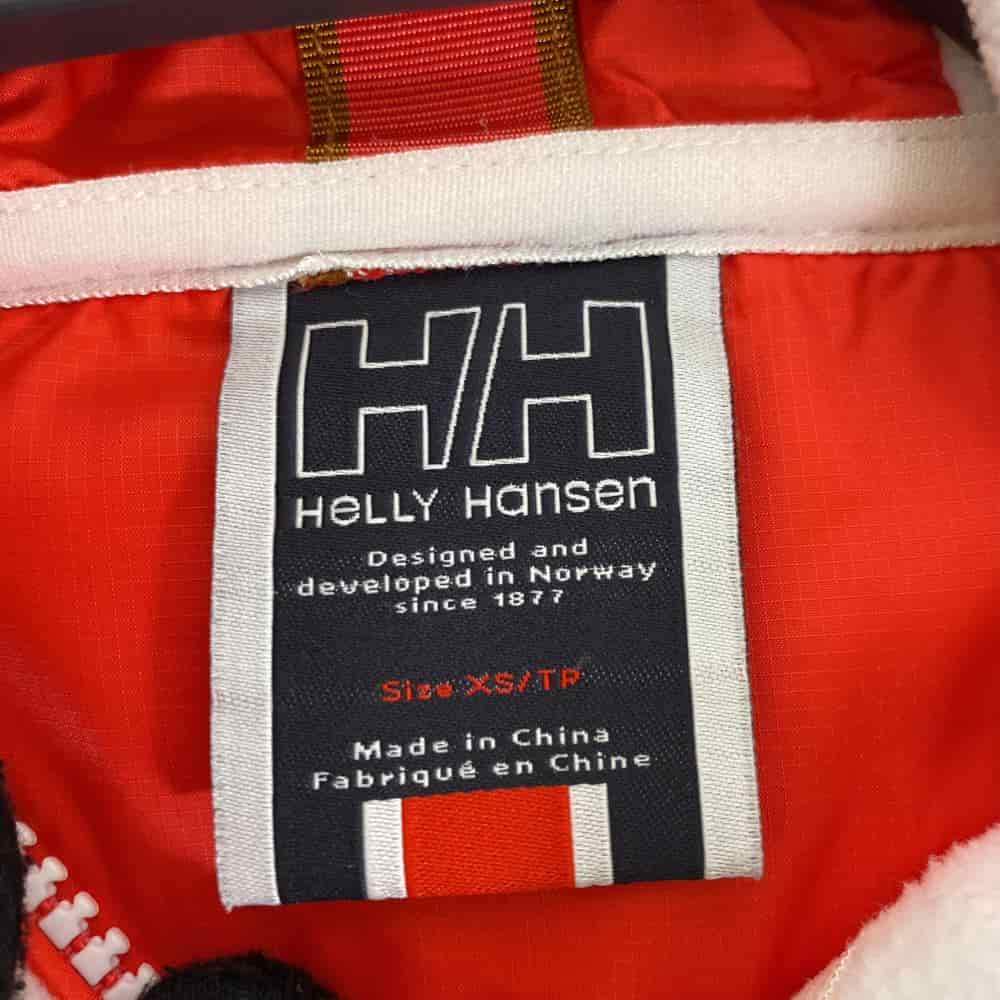 HH
HELLY HANSEN
Designed and
developed in Norway
since 1877
Size XS/TP
Made in China
Fabriqué en Chine